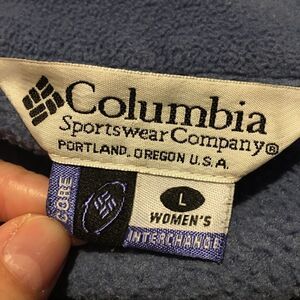 Columbia
Sportswear Company®
PORTLAND, OREGON U.S.A.
CORE
L
WOMEN'S
INTERCHANGE